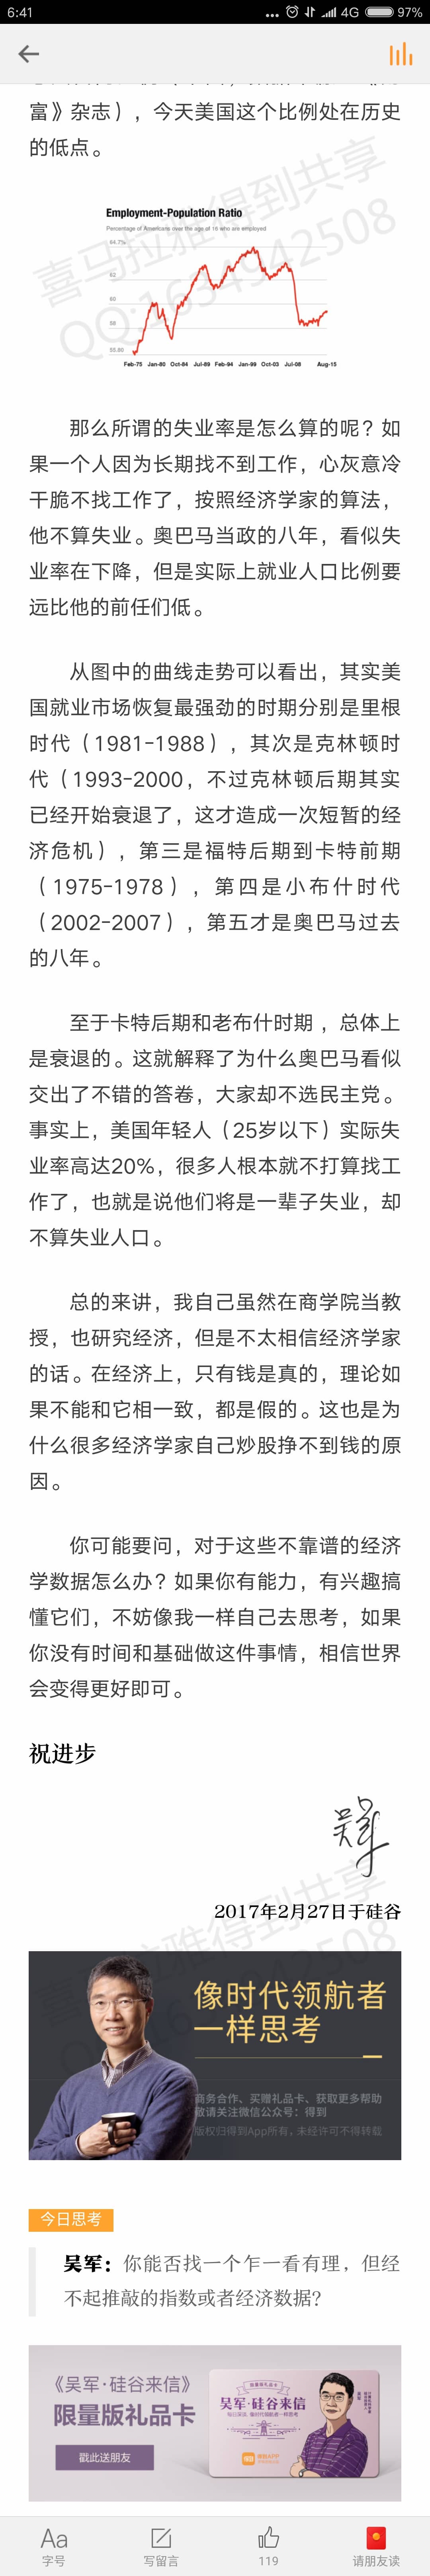 6:41
4G 97%
富》杂志），今天美国这个比例处在历史
的低点。
喜马拉雅得到共享
QQ:1634942508
Employment-Population Ratio
Percentage of Americans over the age of 16 who are employed
64.7%
62
60
58
55.80
Feb-75 Jan-80 Oct-84 Jul-89 Feb-94 Jan-99 Oct-03 Jul-08 Aug-15
那么所谓的失业率是怎么算的呢？如
果一个人因为长期找不到工作，心灰意冷
干脆不找工作了，按照经济学家的算法，
他不算失业。奥巴马当政的八年，看似失
业率在下降，但是实际上就业人口比例要
远比他的前任们低。
从图中的曲线走势可以看出，其实美
国就业市场恢复最强劲的时期分别是里根
时代（1981-1988），其次是克林顿时
代（1993-2000，不过克林顿后期其实
已经开始衰退了，这才造成一次短暂的经
济危机），第三是福特后期到卡特前期
（1975-1978），第四是小布什时代
（2002-2007），第五才是奥巴马过去
的八年。
至于卡特后期和老布什时期，总体上
是衰退的。这就解释了为什么奥巴马看似
交出了不错的答卷，大家却不选民主党。
事实上，美国年轻人（25岁以下）实际失
业率高达20%，很多人根本就不打算找工
作了，也就是说他们将是一辈子失业，却
不算失业人口。
总的来讲，我自己虽然在商学院当教
授，也研究经济，但是不太相信经济学家
的话。在经济上，只有钱是真的，理论如
果不能和它相一致，都是假的。这也是为
什么很多经济学家自己炒股挣不到钱的原
因。
你可能要问，对于这些不靠谱的经济
学数据怎么办？如果你有能力，有兴趣搞
懂它们，不妨像我一样自己去思考，如果
你没有时间和基础做这件事情，相信世界
会变得更好即可。
祝进步
吴军
2017年2月27日于硅谷
像时代领航者
一样思考
商务合作、买赠礼品卡、获取更多帮助
敬请关注微信公众号：得到
版权归得到App所有，未经许可不得转载
今日思考
吴军：你能否找一个乍一看有理，但经
不起推敲的指数或者经济数据？
《吴军·硅谷来信》
限量版礼品卡
戳此送朋友
吴军·硅谷来信
Aa
字号
写留言
119
请朋友读